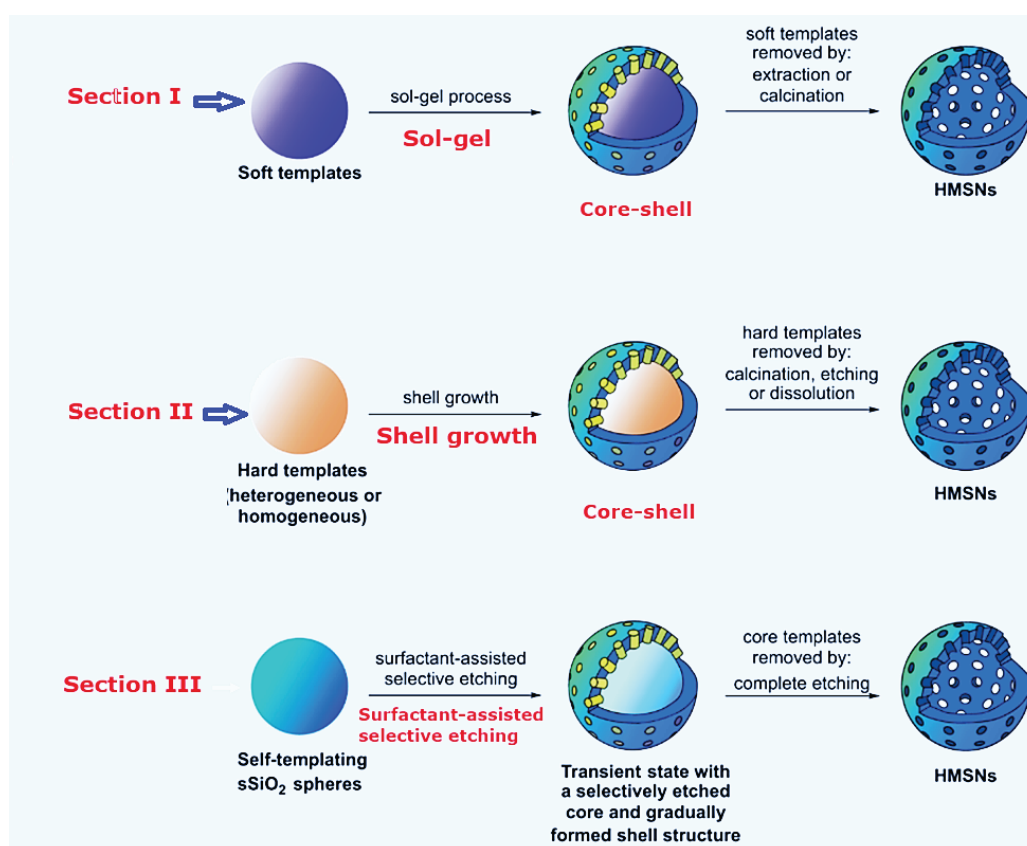 Section I
Soft templates
sol-gel process
Sol-gel
Core-shell
soft templates
removed by:
extraction or
calcination
HMSNs
Section II
Hard templates
(heterogeneous or
homogeneous)
shell growth
Shell growth
Core-shell
hard templates
removed by:
calcination, etching
or dissolution
HMSNs
Section III
Self-templating
sSiO₂ spheres
surfactant-assisted
selective etching
Surfactant-assisted
selective etching
Transient state with
a selectively etched
core and gradually
formed shell structure
core templates
removed by:
complete etching
HMSNs